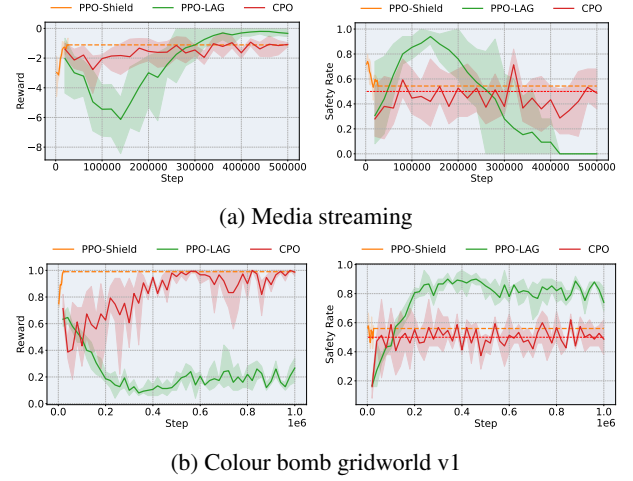 PPO-Shield PPO-LAG CPO
PPO-Shield PPO-LAG CPO
0
−2
−4
−6
−8
Reward
0 100000 200000 300000 400000 500000
Step
1.0
0.8
0.6
0.4
0.2
0.0
Safety Rate
0 100000 200000 300000 400000 500000
Step
(a) Media streaming
PPO-Shield PPO-LAG CPO
PPO-Shield PPO-LAG CPO
1.0
0.8
0.6
0.4
0.2
0.0
Reward
0.0 0.2 0.4 0.6 0.8 1.0
Step
1e6
1.0
0.8
0.6
0.4
0.2
Safety Rate
0.0 0.2 0.4 0.6 0.8 1.0
Step
1e6
(b) Colour bomb gridworld v1